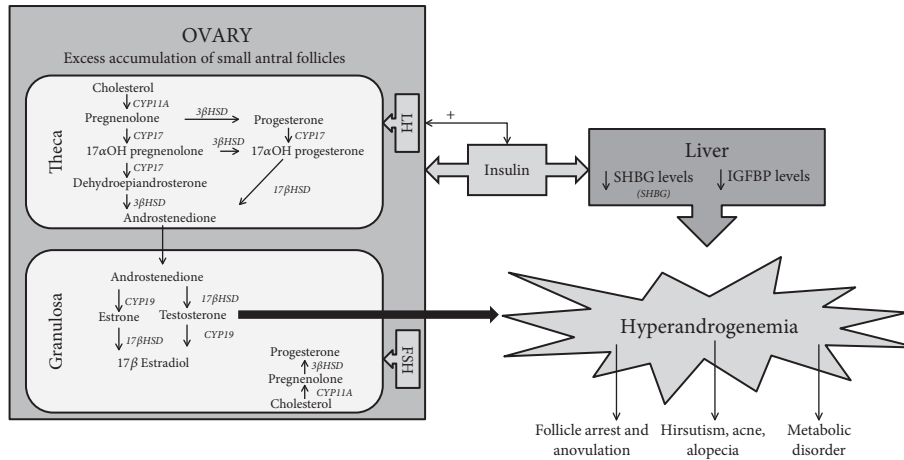 OVARY
Excess accumulation of small antral follicles
Theca
Cholesterol
CYP11A
Pregnenolone
3βHSD
Progesterone
CYP17
CYP17
17αOH pregnenolone
3βHSD
17αOH progesterone
CYP17
Dehydroepiandrosterone
17βHSD
3βHSD
Androstenedione
LH
+
Insulin
Liver
SHBG levels
(SHBG)
IGFBP levels
Granulosa
Androstenedione
CYP19
17βHSD
Estrone
Testosterone
17βHSD
CYP19
17β Estradiol
Progesterone
3βHSD
Pregnenolone
CYP11A
Cholesterol
FSH
Hyperandrogenemia
Follicle arrest and
anovulation
Hirsutism, acne,
alopecia
Metabolic
disorder